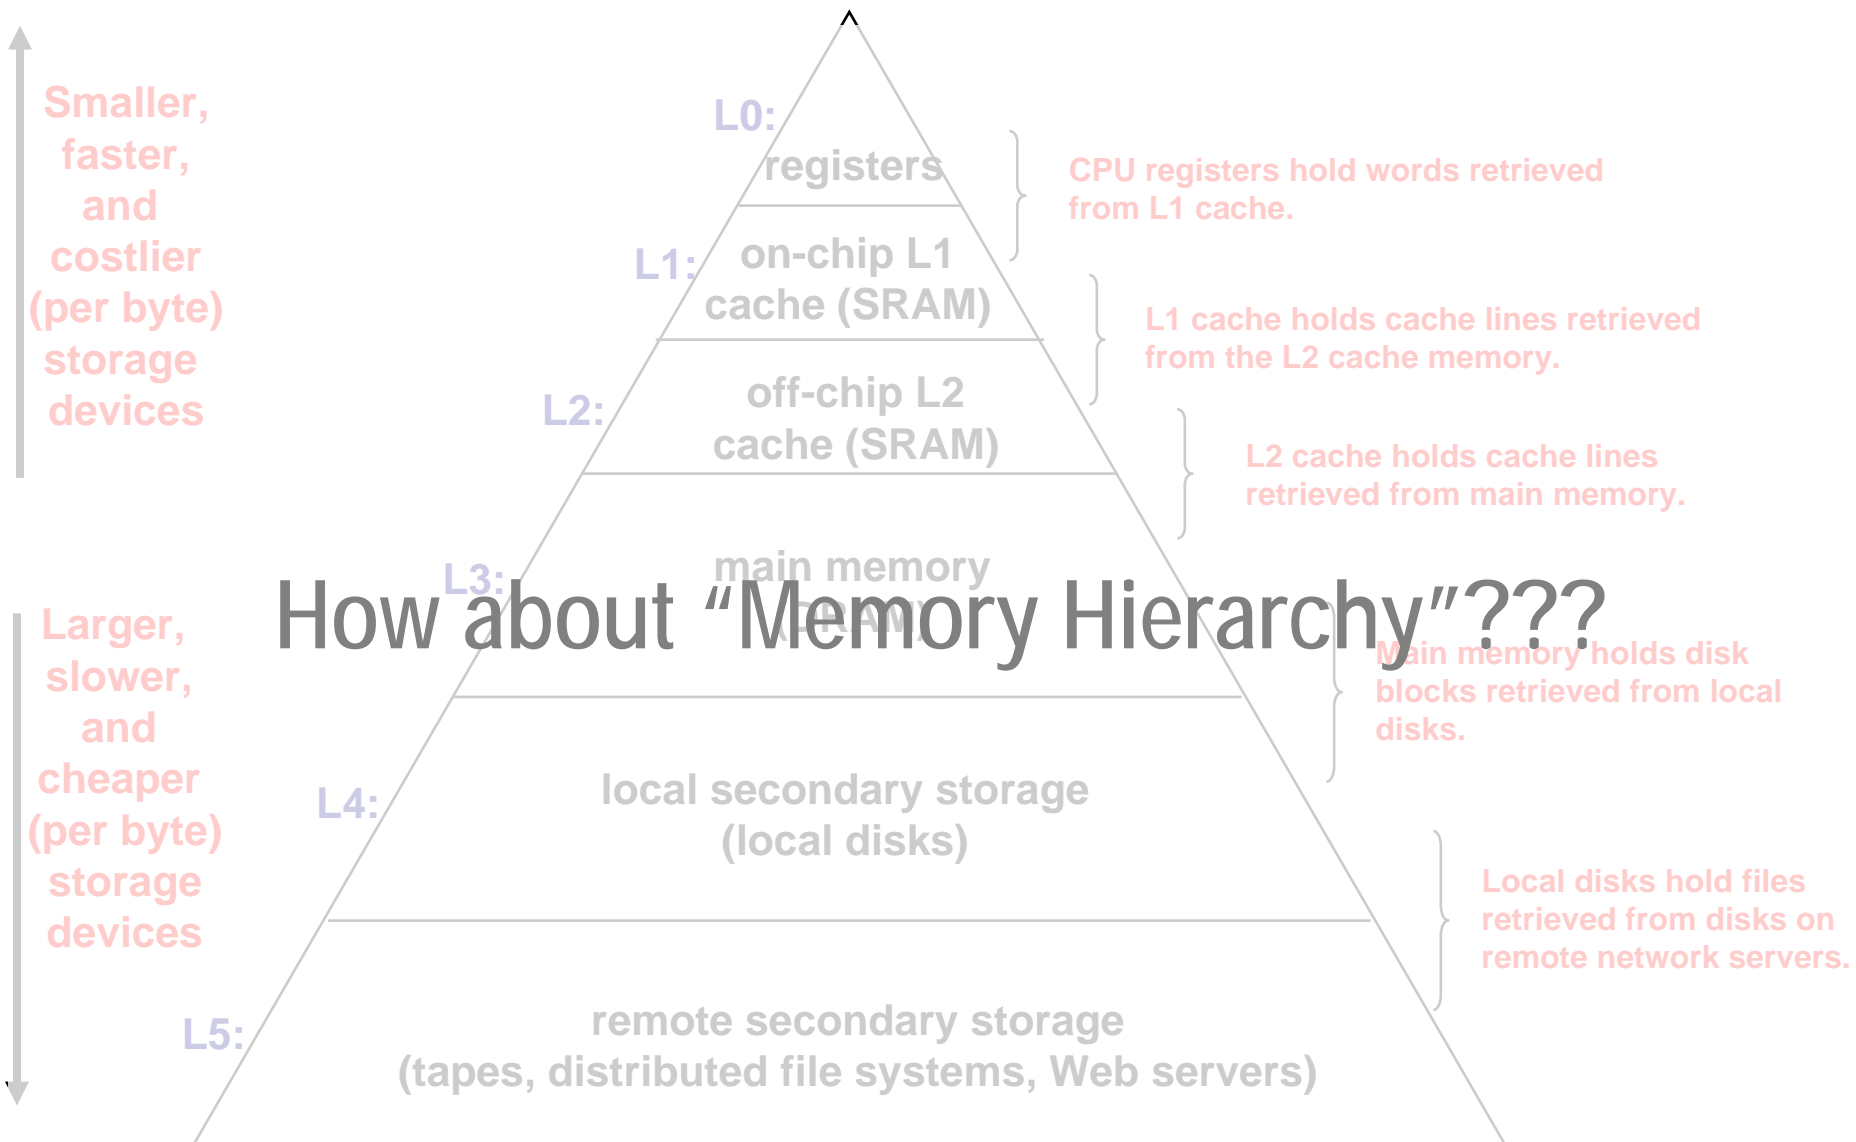 Smaller,
faster,
and
costlier
(per byte)
storage
devices
Larger,
slower,
and
cheaper
(per byte)
storage
devices
L0:
registers
CPU registers hold words retrieved
from L1 cache.
L1:
on-chip L1
cache (SRAM)
L1 cache holds cache lines retrieved
from the L2 cache memory.
L2:
off-chip L2
cache (SRAM)
L2 cache holds cache lines
retrieved from main memory.
L3:
main memory
(DRAM)
How about “Memory Hierarchy”???
Main memory holds disk
blocks retrieved from local
disks.
L4:
local secondary storage
(local disks)
Local disks hold files
retrieved from disks on
remote network servers.
L5:
remote secondary storage
(tapes, distributed file systems, Web servers)